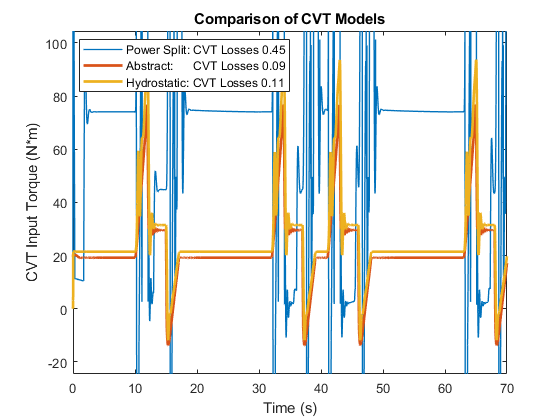 Comparison of CVT Models
Power Split: CVT Losses 0.45
Abstract: CVT Losses 0.09
Hydrostatic: CVT Losses 0.11
CVT Input Torque (N*m)
100
80
60
40
20
0
-20
0 10 20 30 40 50 60 70
Time (s)